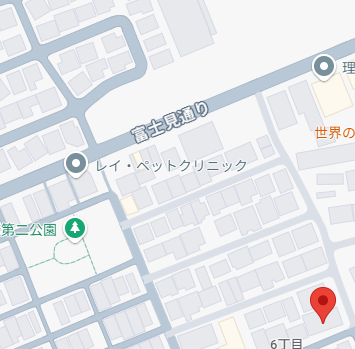 理
富士見通り
世界の
レイ・ペットクリニック
第二公園
6丁目